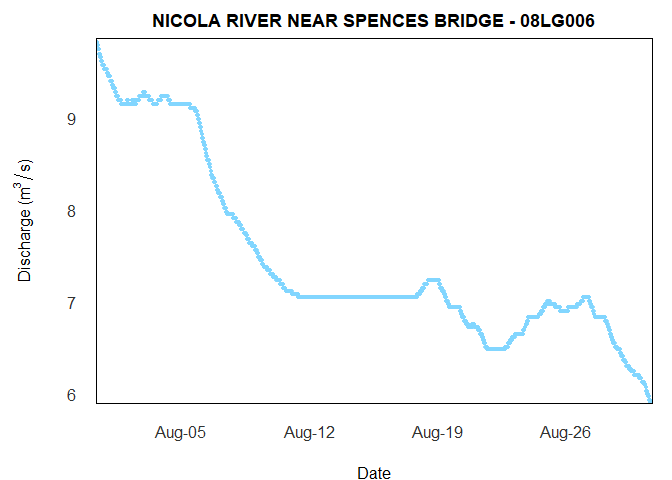 NICOLA RIVER NEAR SPENCES BRIDGE - 08LG006
Discharge (m³/s)
9
8
7
6
Aug-05 Aug-12 Aug-19 Aug-26
Date